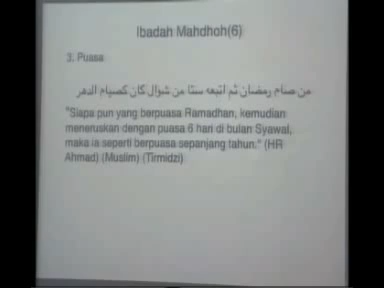 Ibadah Mahdhoh(6)
3. Puasa
من صام رمضان ثم اتبعه ستا من شوال كان كصيام الدهر
"Siapa pun yang berpuasa Ramadhan, kemudian
meneruskan dengan puasa 6 hari di bulan Syawal,
maka ia seperti berpuasa sepanjang tahun." (HR
Ahmad) (Muslim) (Tirmidzi)